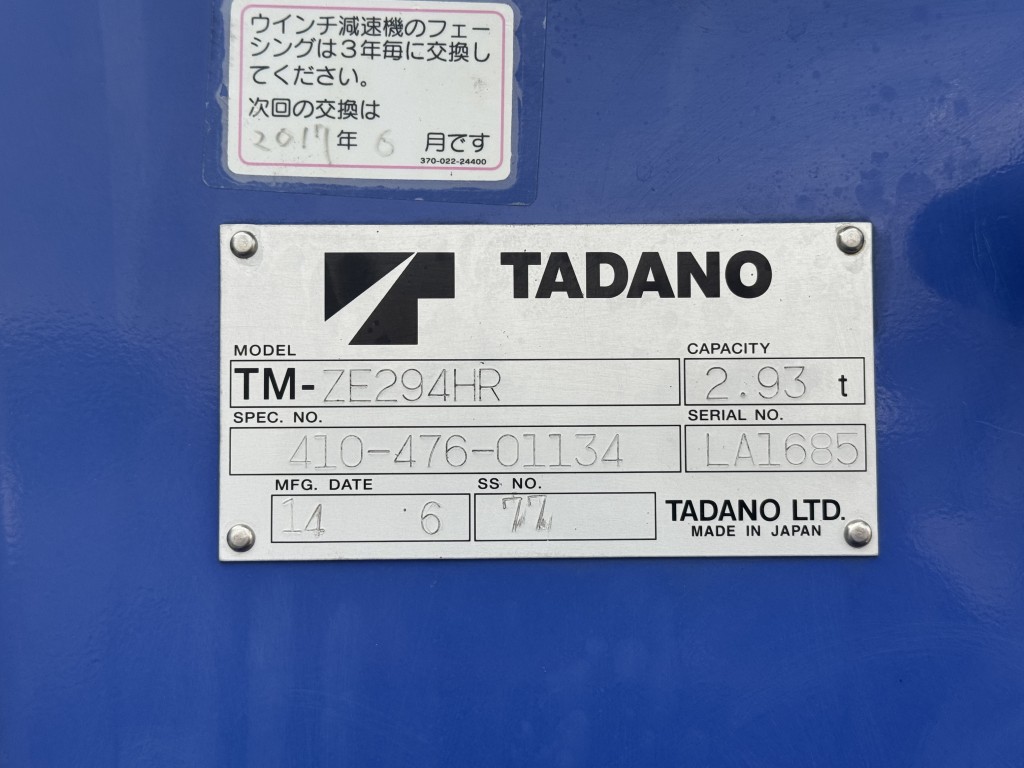 ウインチ減速機のフェー
シングは3年毎に交換し
てください。
次回の交換は
2017年 6 月です
370-022-24400
TADANO
MODEL
TM-ZE294HR
CAPACITY
2.93 t
SPEC. NO.
410-476-01134
SERIAL NO.
LA1685
MFG. DATE
14 6
SS NO.
77
TADANO LTD.
MADE IN JAPAN